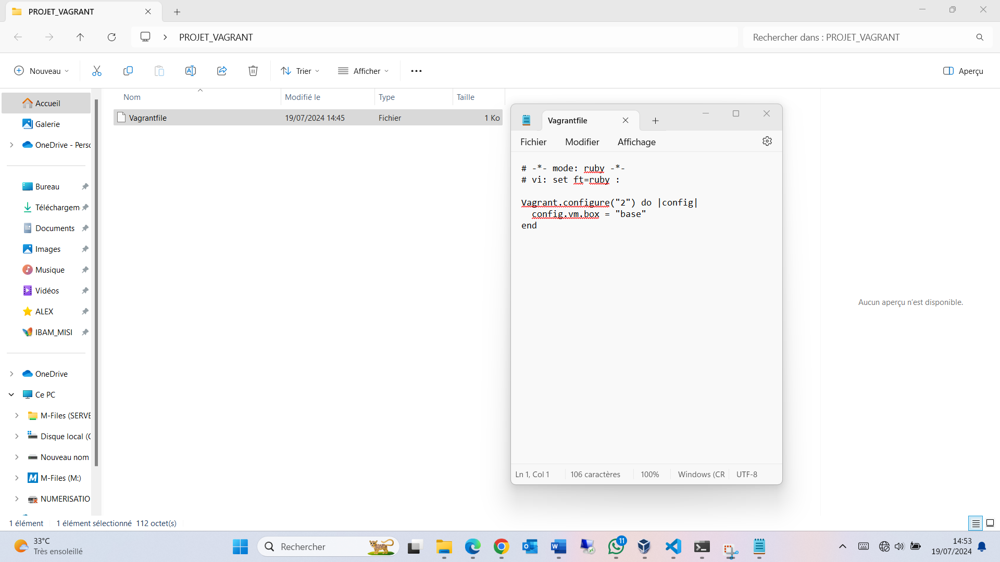 PROJET_VAGRANT
PROJET_VAGRANT
Rechercher dans : PROJET_VAGRANT
Nouveau
Trier
Afficher
Aperçu
Nom
Modifié le
Type
Taille
Vagrantfile
19/07/2024 14:45
Fichier
1 Ko
Accueil
Galerie
OneDrive - Persc
Bureau
Téléchargem
Documents
Images
Musique
Vidéos
ALEX
IBAM_MISI
OneDrive
Ce PC
M-Files (SERVE
Disque local (C
Nouveau nom
M-Files (M:)
NUMERISATIO
Vagrantfile
Fichier
Modifier
Affichage
# -*- mode: ruby -*-
# vi: set ft=ruby :
Vagrant.configure("2") do |config|
config.vm.box = "base"
end
Ln 1, Col 1
106 caractères
100%
Windows (CR
UTF-8
Aucun aperçu n'est disponible.
1 élément
1 élément sélectionné 112 octet(s)
33°C
Très ensoleillé
Rechercher
11
14:53
19/07/2024